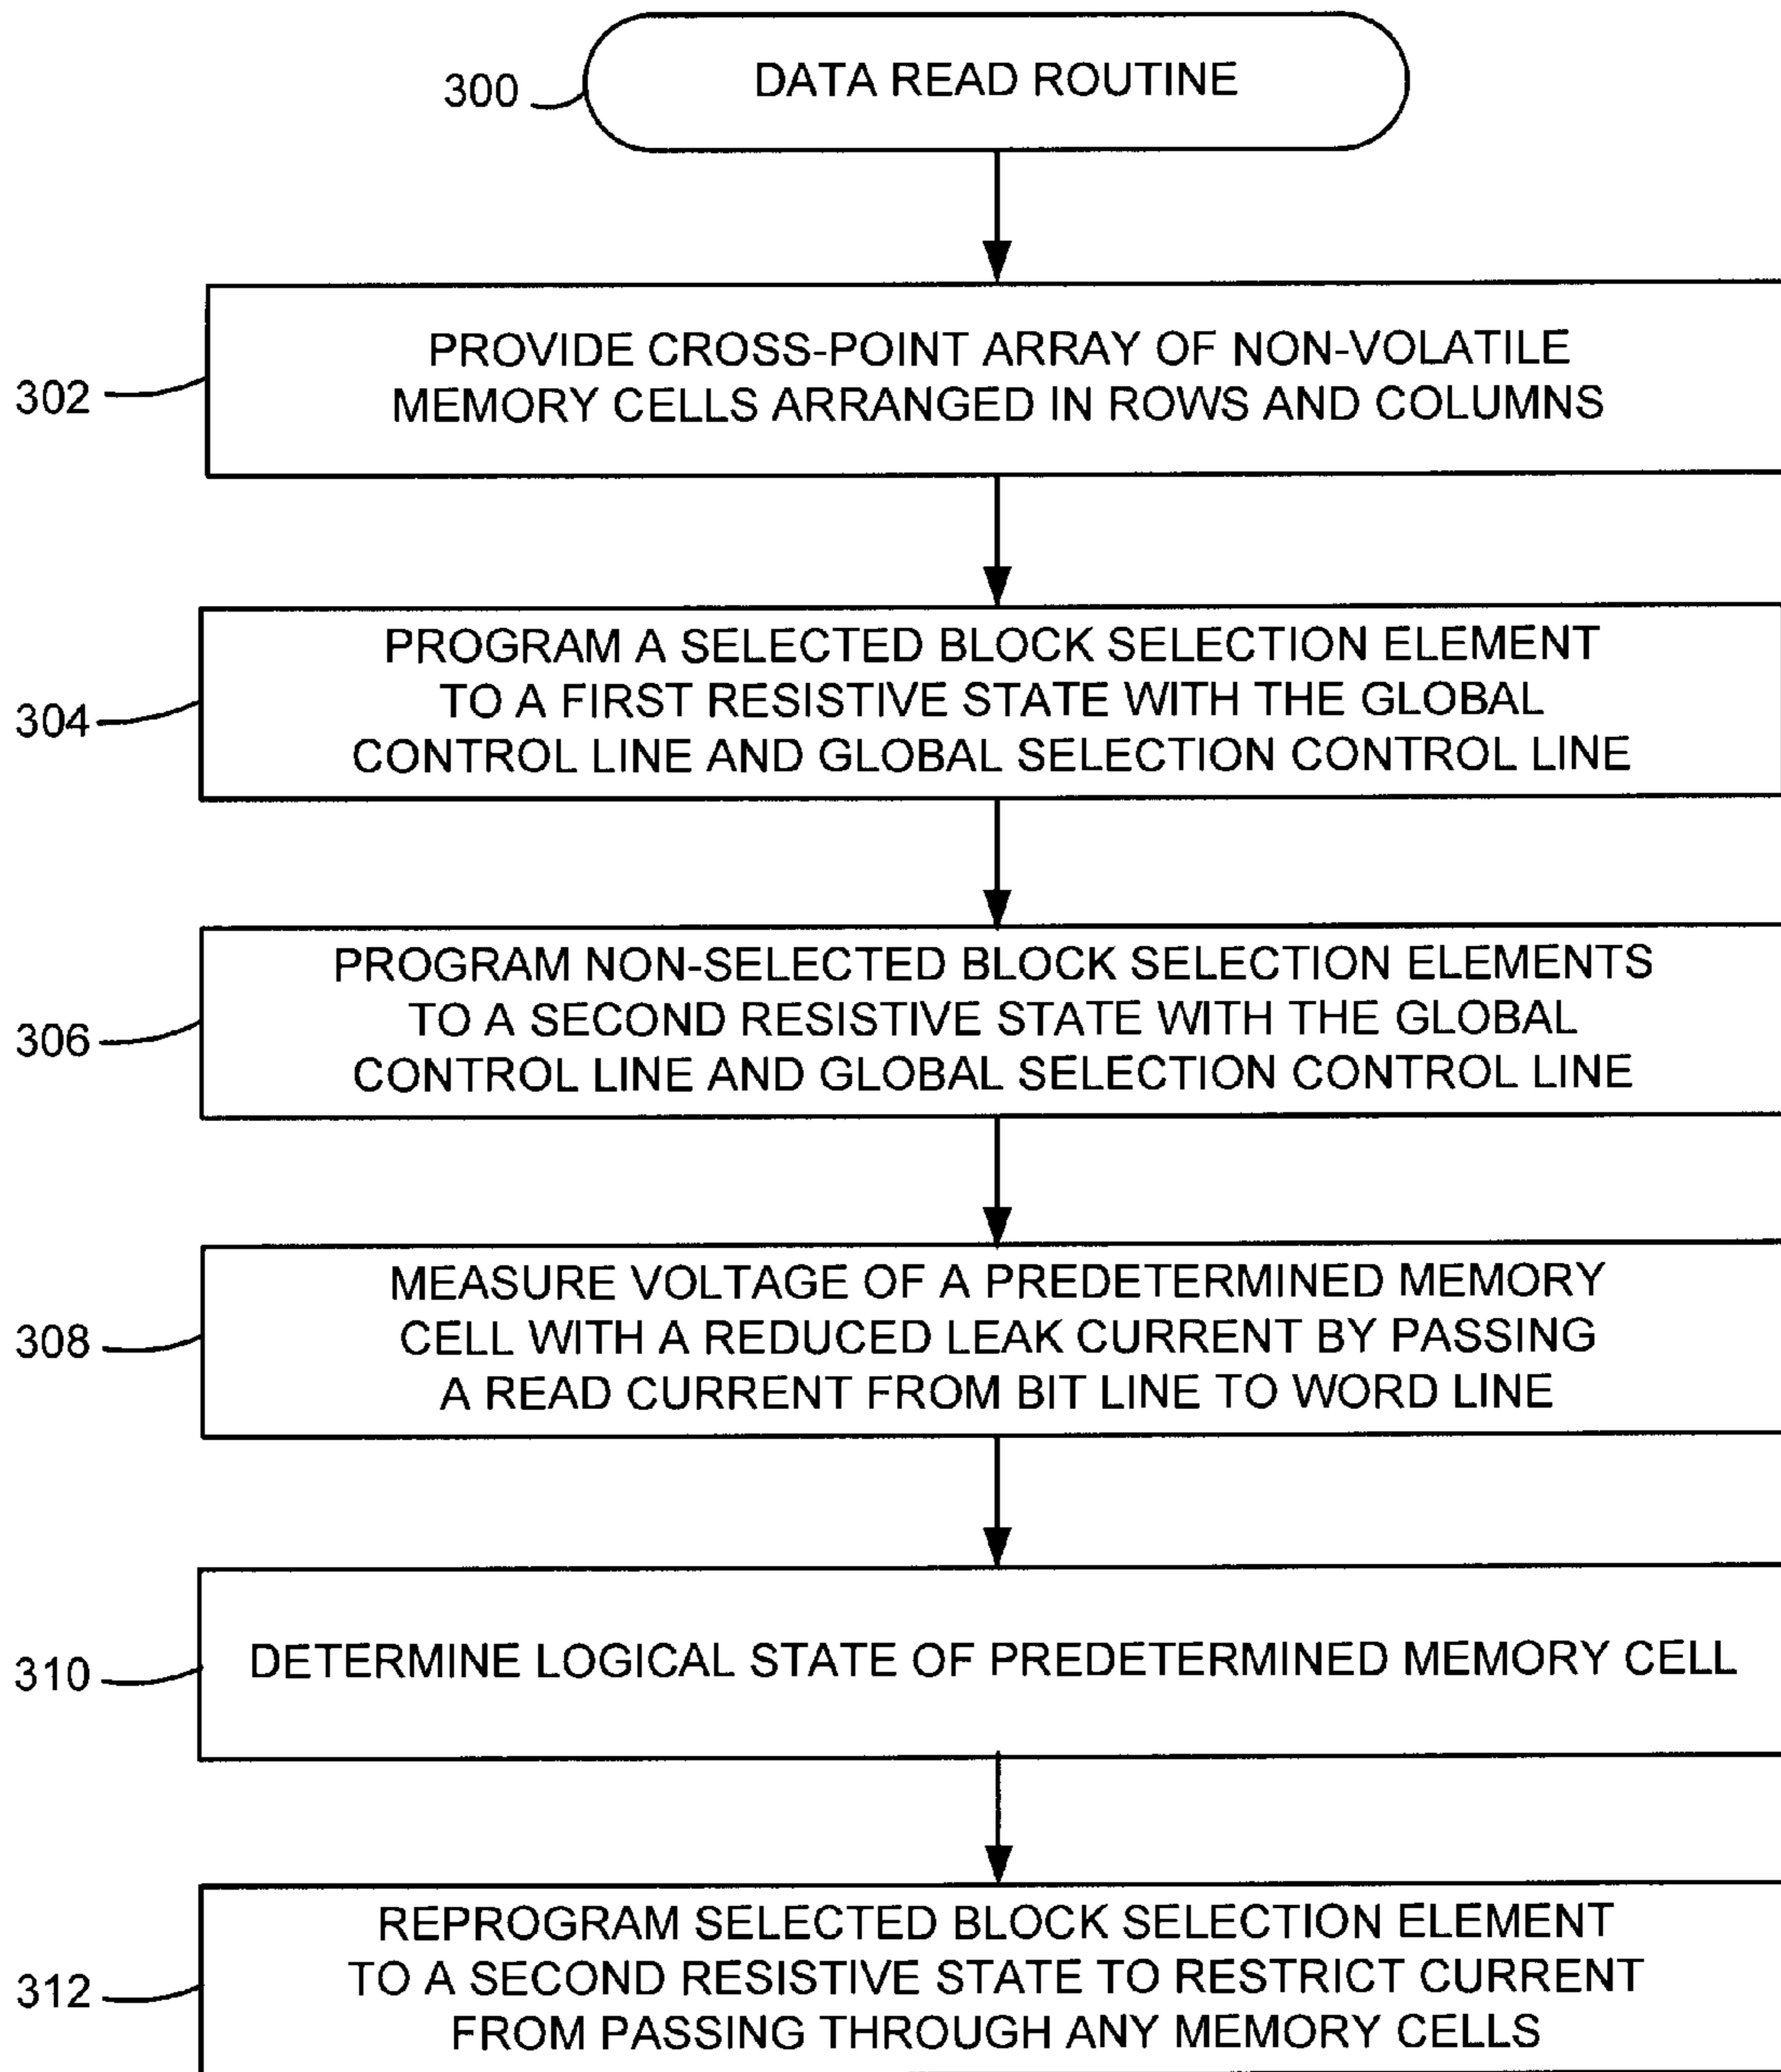 300
DATA READ ROUTINE
302
PROVIDE CROSS-POINT ARRAY OF NON-VOLATILE
MEMORY CELLS ARRANGED IN ROWS AND COLUMNS
304
PROGRAM A SELECTED BLOCK SELECTION ELEMENT
TO A FIRST RESISTIVE STATE WITH THE GLOBAL
CONTROL LINE AND GLOBAL SELECTION CONTROL LINE
306
PROGRAM NON-SELECTED BLOCK SELECTION ELEMENTS
TO A SECOND RESISTIVE STATE WITH THE GLOBAL
CONTROL LINE AND GLOBAL SELECTION CONTROL LINE
308
MEASURE VOLTAGE OF A PREDETERMINED MEMORY
CELL WITH A REDUCED LEAK CURRENT BY PASSING
A READ CURRENT FROM BIT LINE TO WORD LINE
310
DETERMINE LOGICAL STATE OF PREDETERMINED MEMORY CELL
312
REPROGRAM SELECTED BLOCK SELECTION ELEMENT
TO A SECOND RESISTIVE STATE TO RESTRICT CURRENT
FROM PASSING THROUGH ANY MEMORY CELLS